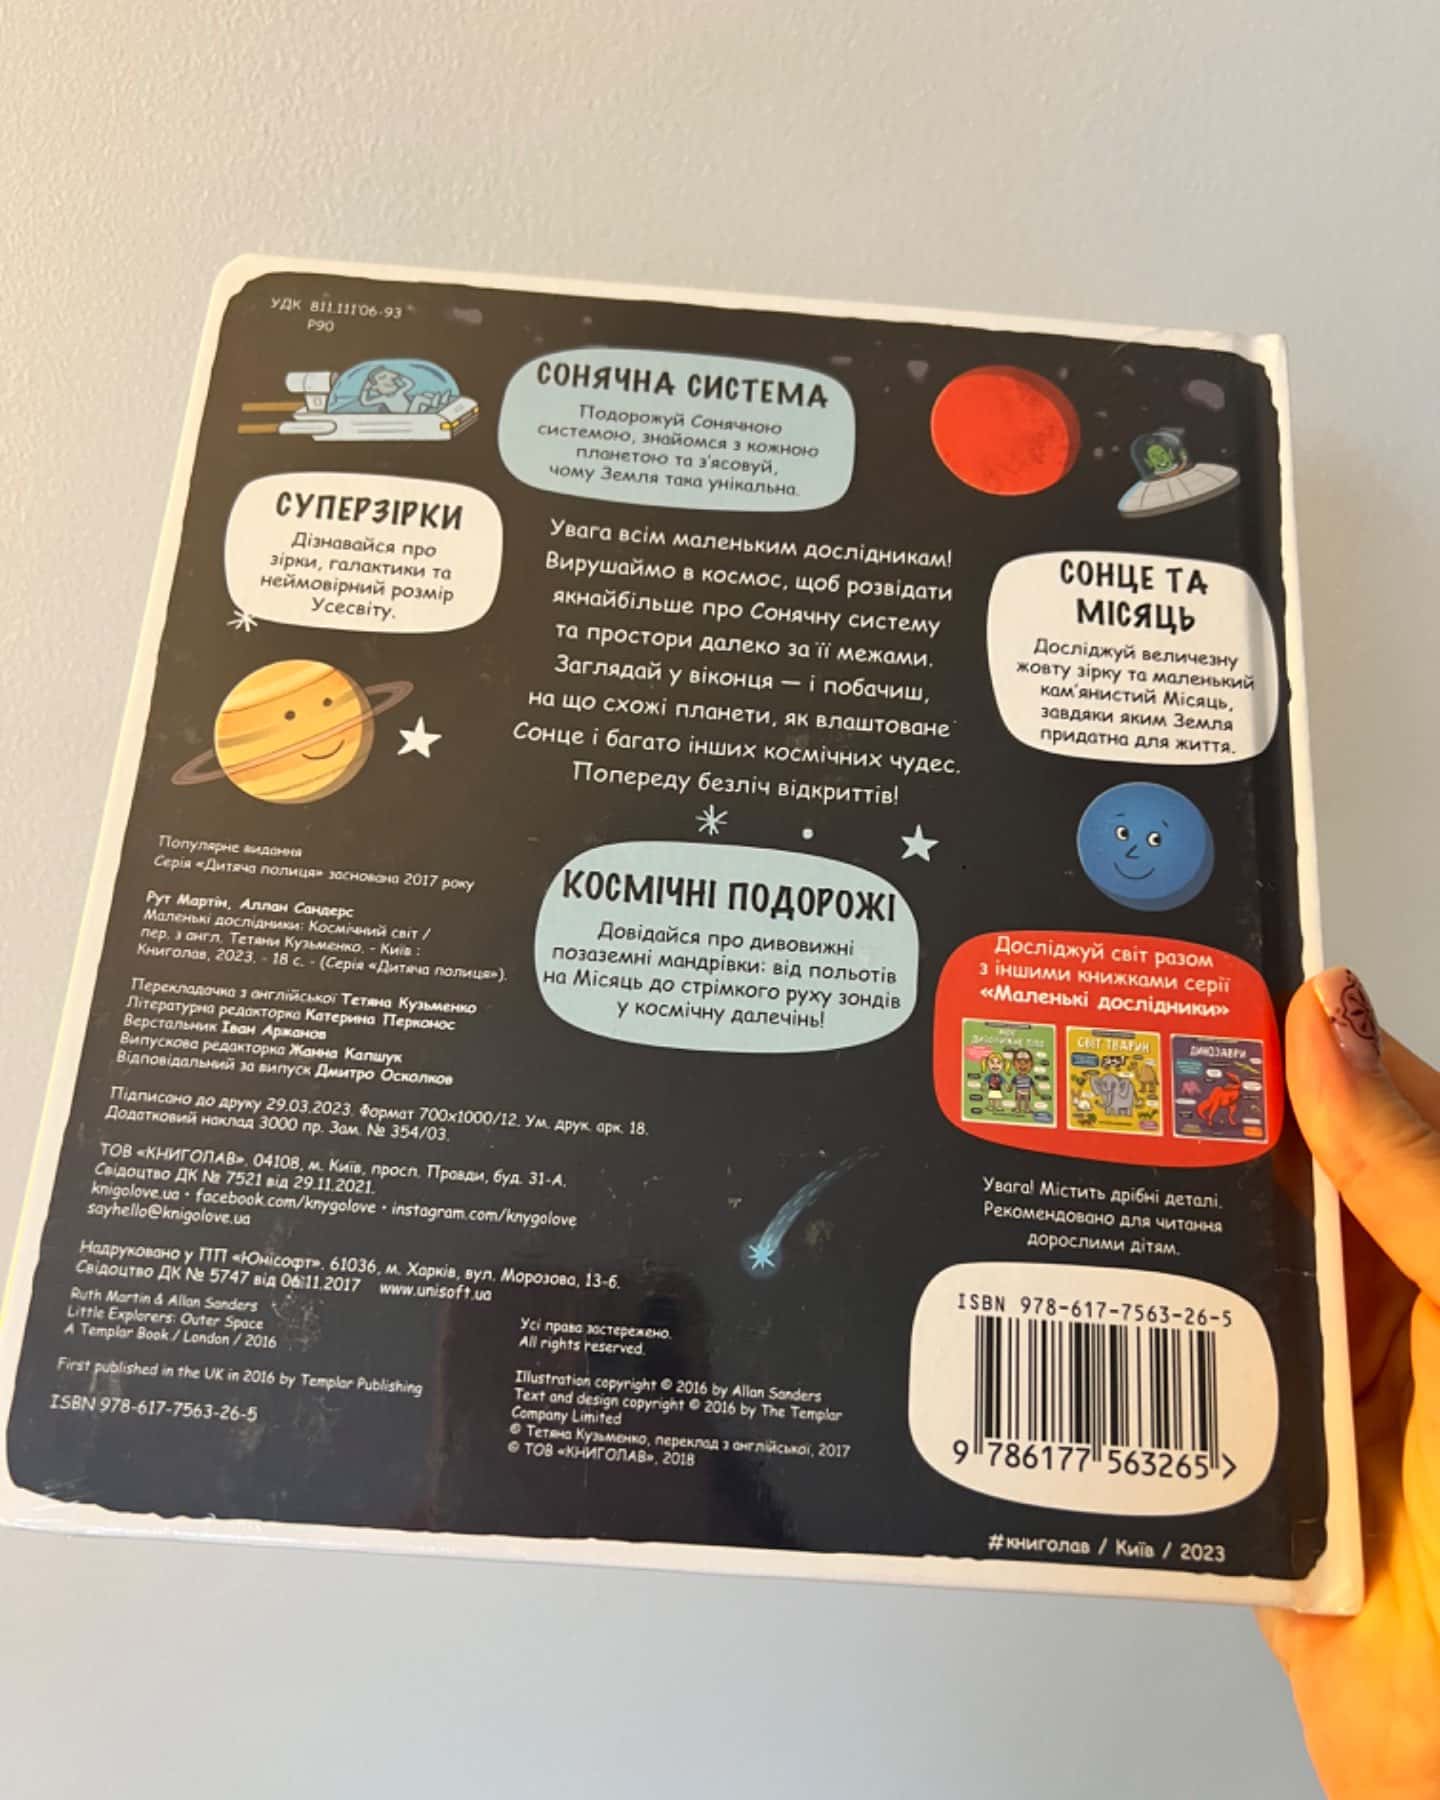 УДК 811.111'06-93
Р90
СОНЯЧНА СИСТЕМА
Подорожуй Сонячною
системою, знайомся з кожною
планетою та з'ясовуй,
чому Земля така унікальна.
СУПЕРЗІРКИ
Дізнавайся про
зірки, галактики та
неймовірний розмір
Усесвіту.
Увага всім маленьким дослідникам!
Вирушаймо в космос, щоб розвідати
якнайбільше про Сонячну систему
та простори далеко за її межами.
Заглядай у віконця — і побачиш,
на що схожі планети, як влаштоване
Сонце і багато інших космічних чудес.
Попереду безліч відкриттів!
СОНЦЕ ТА
МІСЯЦЬ
Досліджуй величезну
жовту зірку та маленький
кам'янистий Місяць,
завдяки яким Земля
придатна для життя.
КОСМІЧНІ ПОДОРОЖІ
Довідайся про дивовижні
позаземні мандрівки: від польотів
на Місяць до стрімкого руху зондів
у космічну далечінь!
Популярне видання
Серія «Дитяча полиця» заснована 2017 року
Рут Мартін, Аллан Сандерс
Маленькі дослідники: Космічний світ /
пер. з англ. Тетяни Кузьменко. - Київ :
Книголав, 2023. - 18 с. - (Серія «Дитяча полиця»).
Перекладачка з англійської Тетяна Кузьменко
Літературна редакторка Катерина Перконос
Верстальник Іван Аржанов
Випускова редакторка Жанна Капшук
Відповідальний за випуск Дмитро Осколков
Підписано до друку 29.03.2023. Формат 700x1000/12. Ум. друк. арк. 18.
Додатковий наклад 3000 пр. Зам. № 354/03.
ТОВ «КНИГОЛАВ», 04108, м. Київ, просп. Правди, буд. 31-А.
Свідоцтво ДК № 7521 від 29.11.2021.
knigolove.ua • facebook.com/knygolove • instagram.com/knygolove
sayhello@knigolove.ua
Надруковано у ПП «Юнісофт». 61036, м. Харків, вул. Морозова, 13-б.
Свідоцтво ДК № 5747 від 06.11.2017 www.unisoft.ua
Ruth Martin & Allan Sanders
Little Explorers: Outer Space
A Templar Book / London / 2016
First published in the UK in 2016 by Templar Publishing
ISBN 978-617-7563-26-5
Усі права застережено.
All rights reserved.
Illustration copyright © 2016 by Allan Sanders
Text and design copyright © 2016 by The Templar
Company Limited
© Тетяна Кузьменко, переклад з англійської, 2017
© ТОВ «КНИГОЛАВ», 2018
Досліджуй світ разом
з іншими книжками серії
«Маленькі дослідники»
МОЄ
ДИВОВИЖНЕ ТІЛО
СВІТ ТВАРИН
ДИНОЗАВРИ
Увага! Містить дрібні деталі.
Рекомендовано для читання
дорослими дітям.
ISBN 978-617-7563-26-5
9 786177 563265 >
#книголав / Київ / 2023